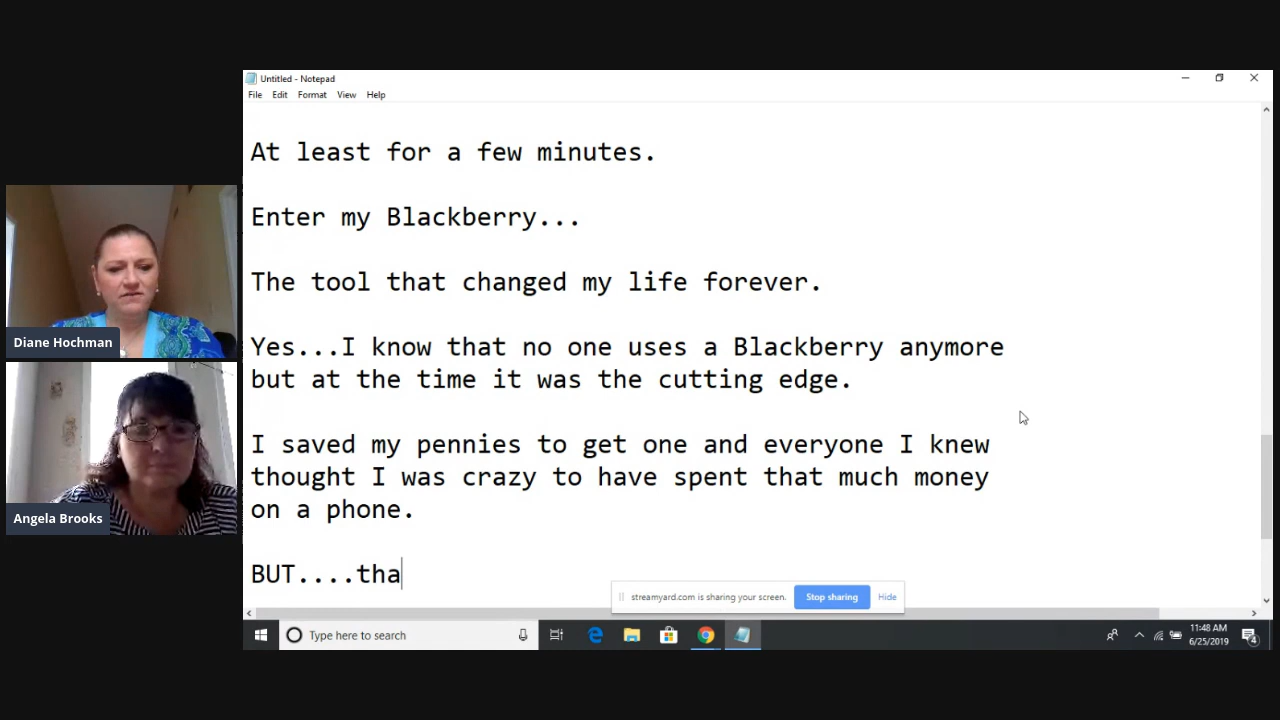 Untitled - Notepad
File Edit Format View Help
At least for a few minutes.
Enter my Blackberry...
The tool that changed my life forever.
Yes...I know that no one uses a Blackberry anymore
but at the time it was the cutting edge.
I saved my pennies to get one and everyone I knew
thought I was crazy to have spent that much money
on a phone.
BUT....tha
Diane Hochman
Angela Brooks
streamyard.com is sharing your screen. Stop sharing Hide
Type here to search
11:48 AM
6/25/2019
4